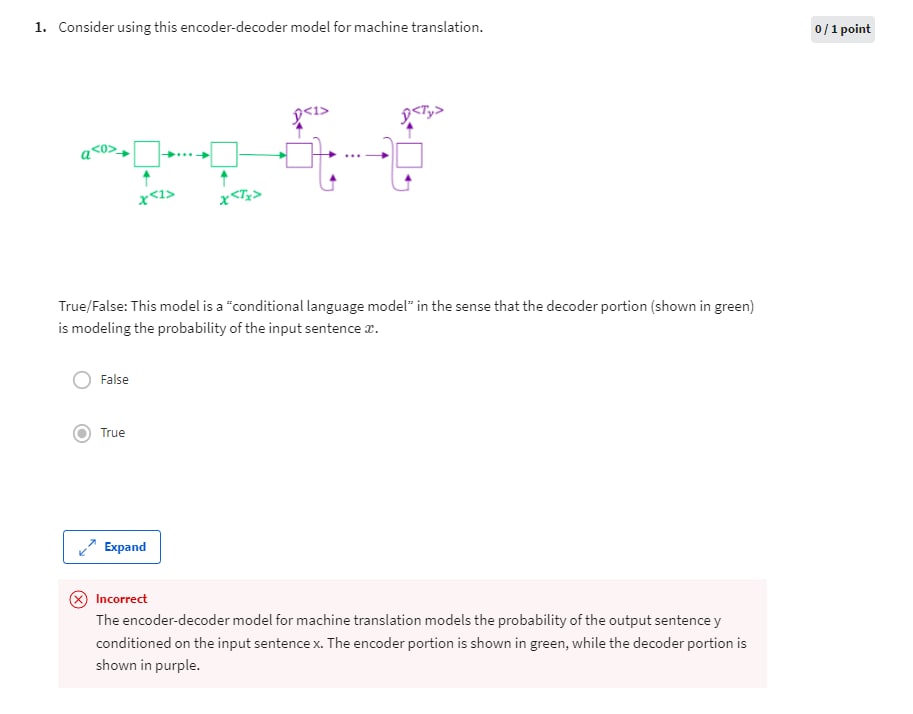 1. Consider using this encoder-decoder model for machine translation.
0 / 1 point
ŷ<1>
ŷ<Ty>
a<0>
x<1>
x<Tx>
True/False: This model is a “conditional language model” in the sense that the decoder portion (shown in green)
is modeling the probability of the input sentence x.
False
True
Expand
Incorrect
The encoder-decoder model for machine translation models the probability of the output sentence y
conditioned on the input sentence x. The encoder portion is shown in green, while the decoder portion is
shown in purple.